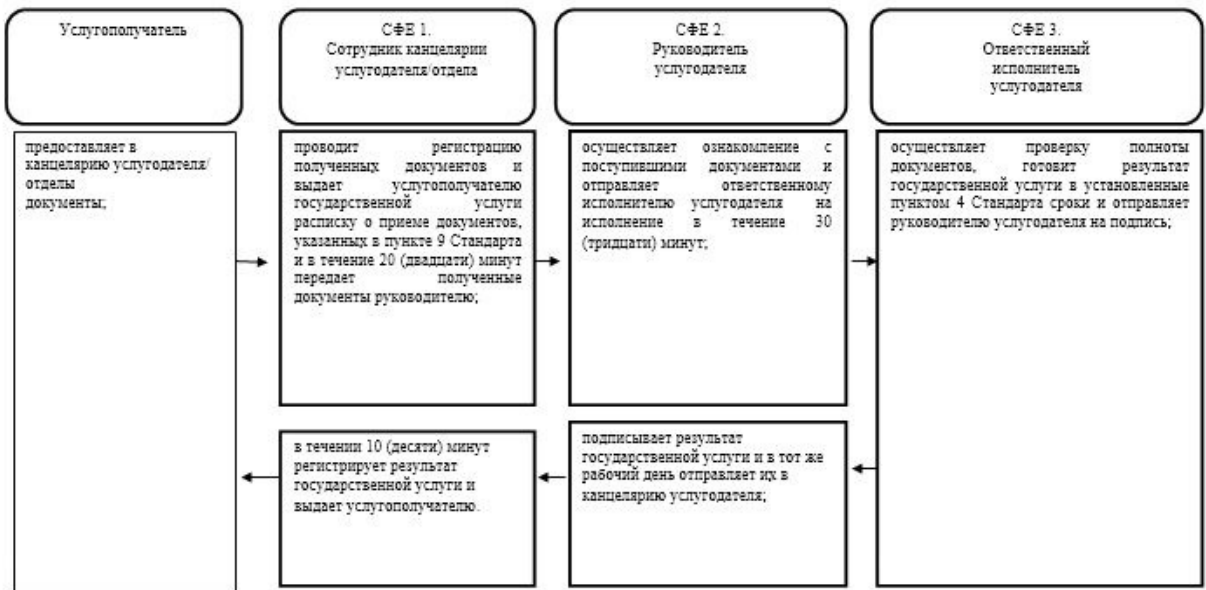 Услугополучатель
СФЕ 1.
Сотрудник канцелярии
услугодателя/отдела
СФЕ 2.
Руководитель
услугодателя
СФЕ 3.
Ответственный
исполнитель
услугодателя
предоставляет в
канцелярию услугодателя/
отделы
документы;
проводит регистрацию
полученных документов и
выдает услугополучателю
государственной услуги
расписку о приеме документов,
указанных в пункте 9 Стандарта
и в течение 20 (двадцати) минут
передает полученные
документы руководителю;
осуществляет ознакомление с
поступившими документами и
отправляет ответственному
исполнителю услугодателя на
исполнение в течение 30
(тридцати) минут;
осуществляет проверку полноты
документов, готовит результат
государственной услуги в установленные
пунктом 4 Стандарта сроки и отправляет
руководителю услугодателя на подпись;
в течении 10 (десяти) минут
регистрирует результат
государственной услуги и
выдает услугополучателю.
подписывает результат
государственной услуги и в тот же
рабочий день отправляет их в
канцелярию услугодателя;